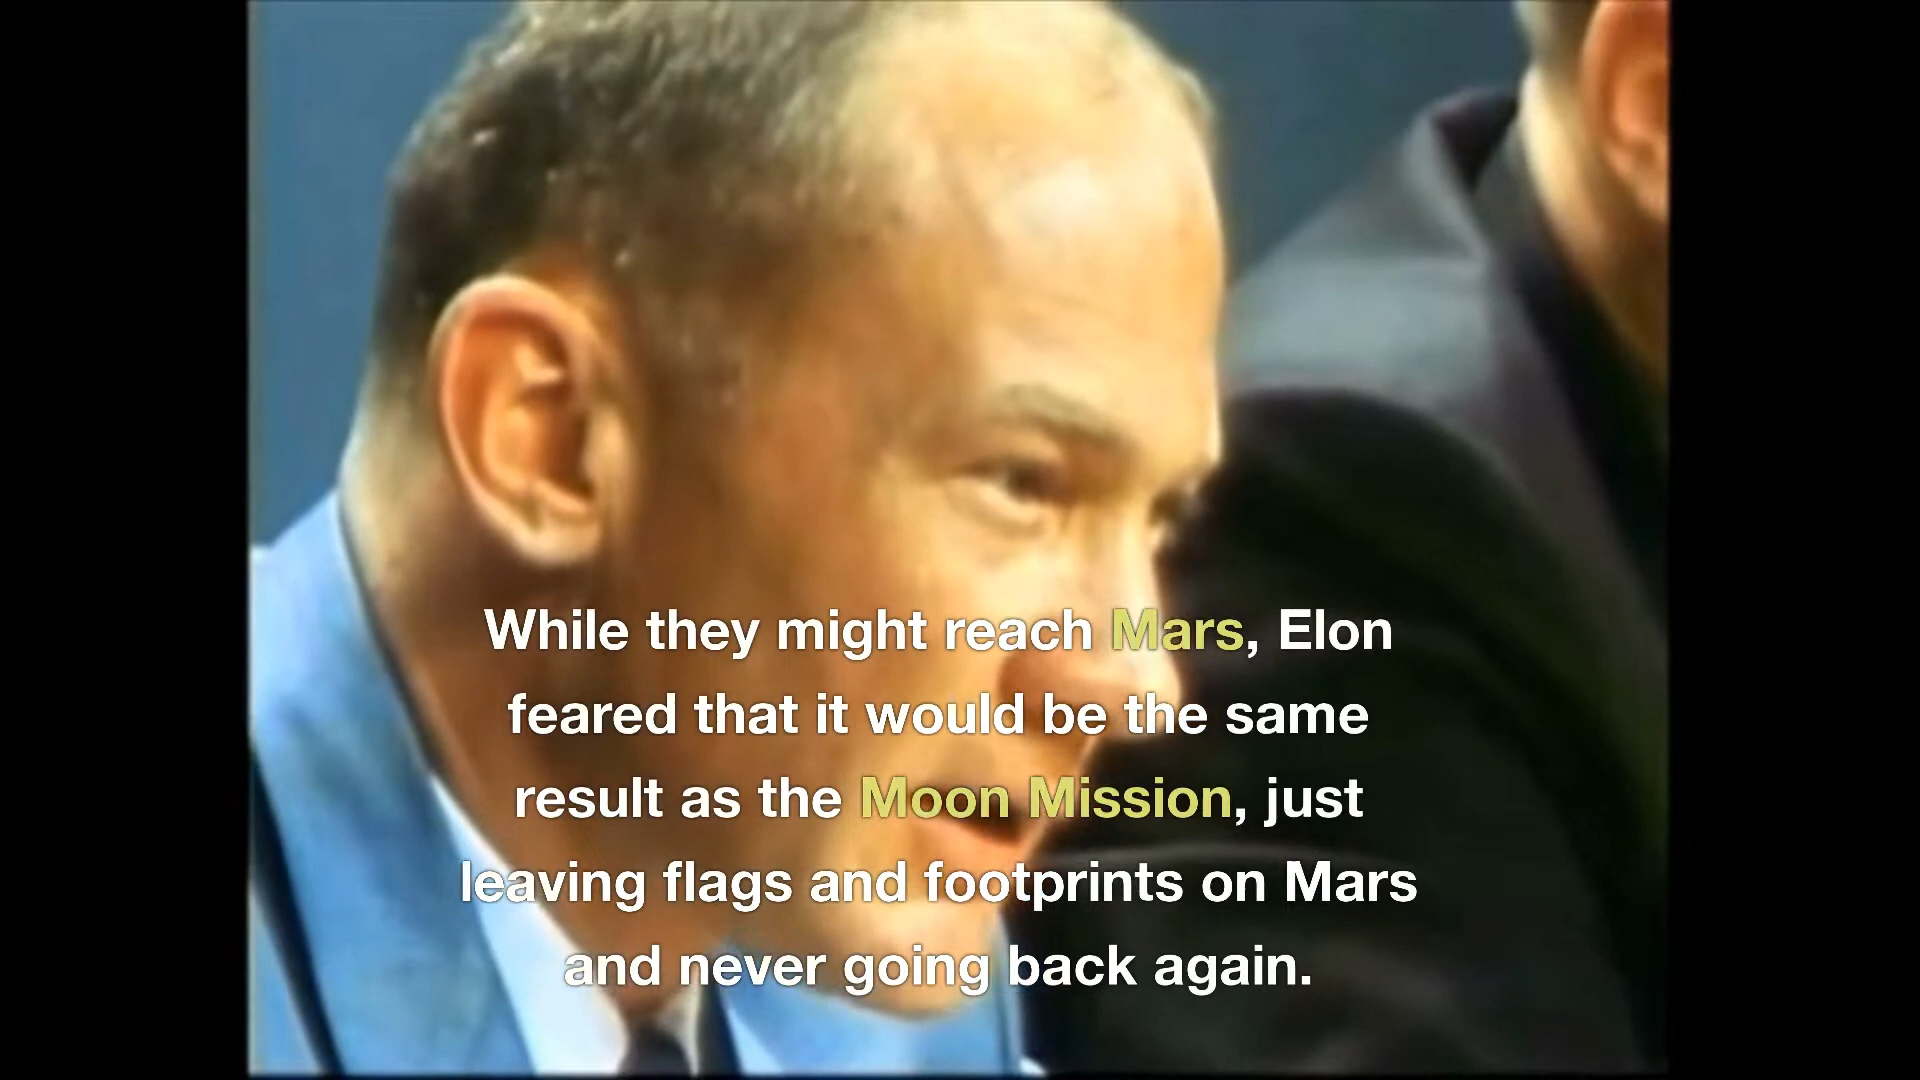 While they might reach Mars, Elon
feared that it would be the same
result as the Moon Mission, just
leaving flags and footprints on Mars
and never going back again.